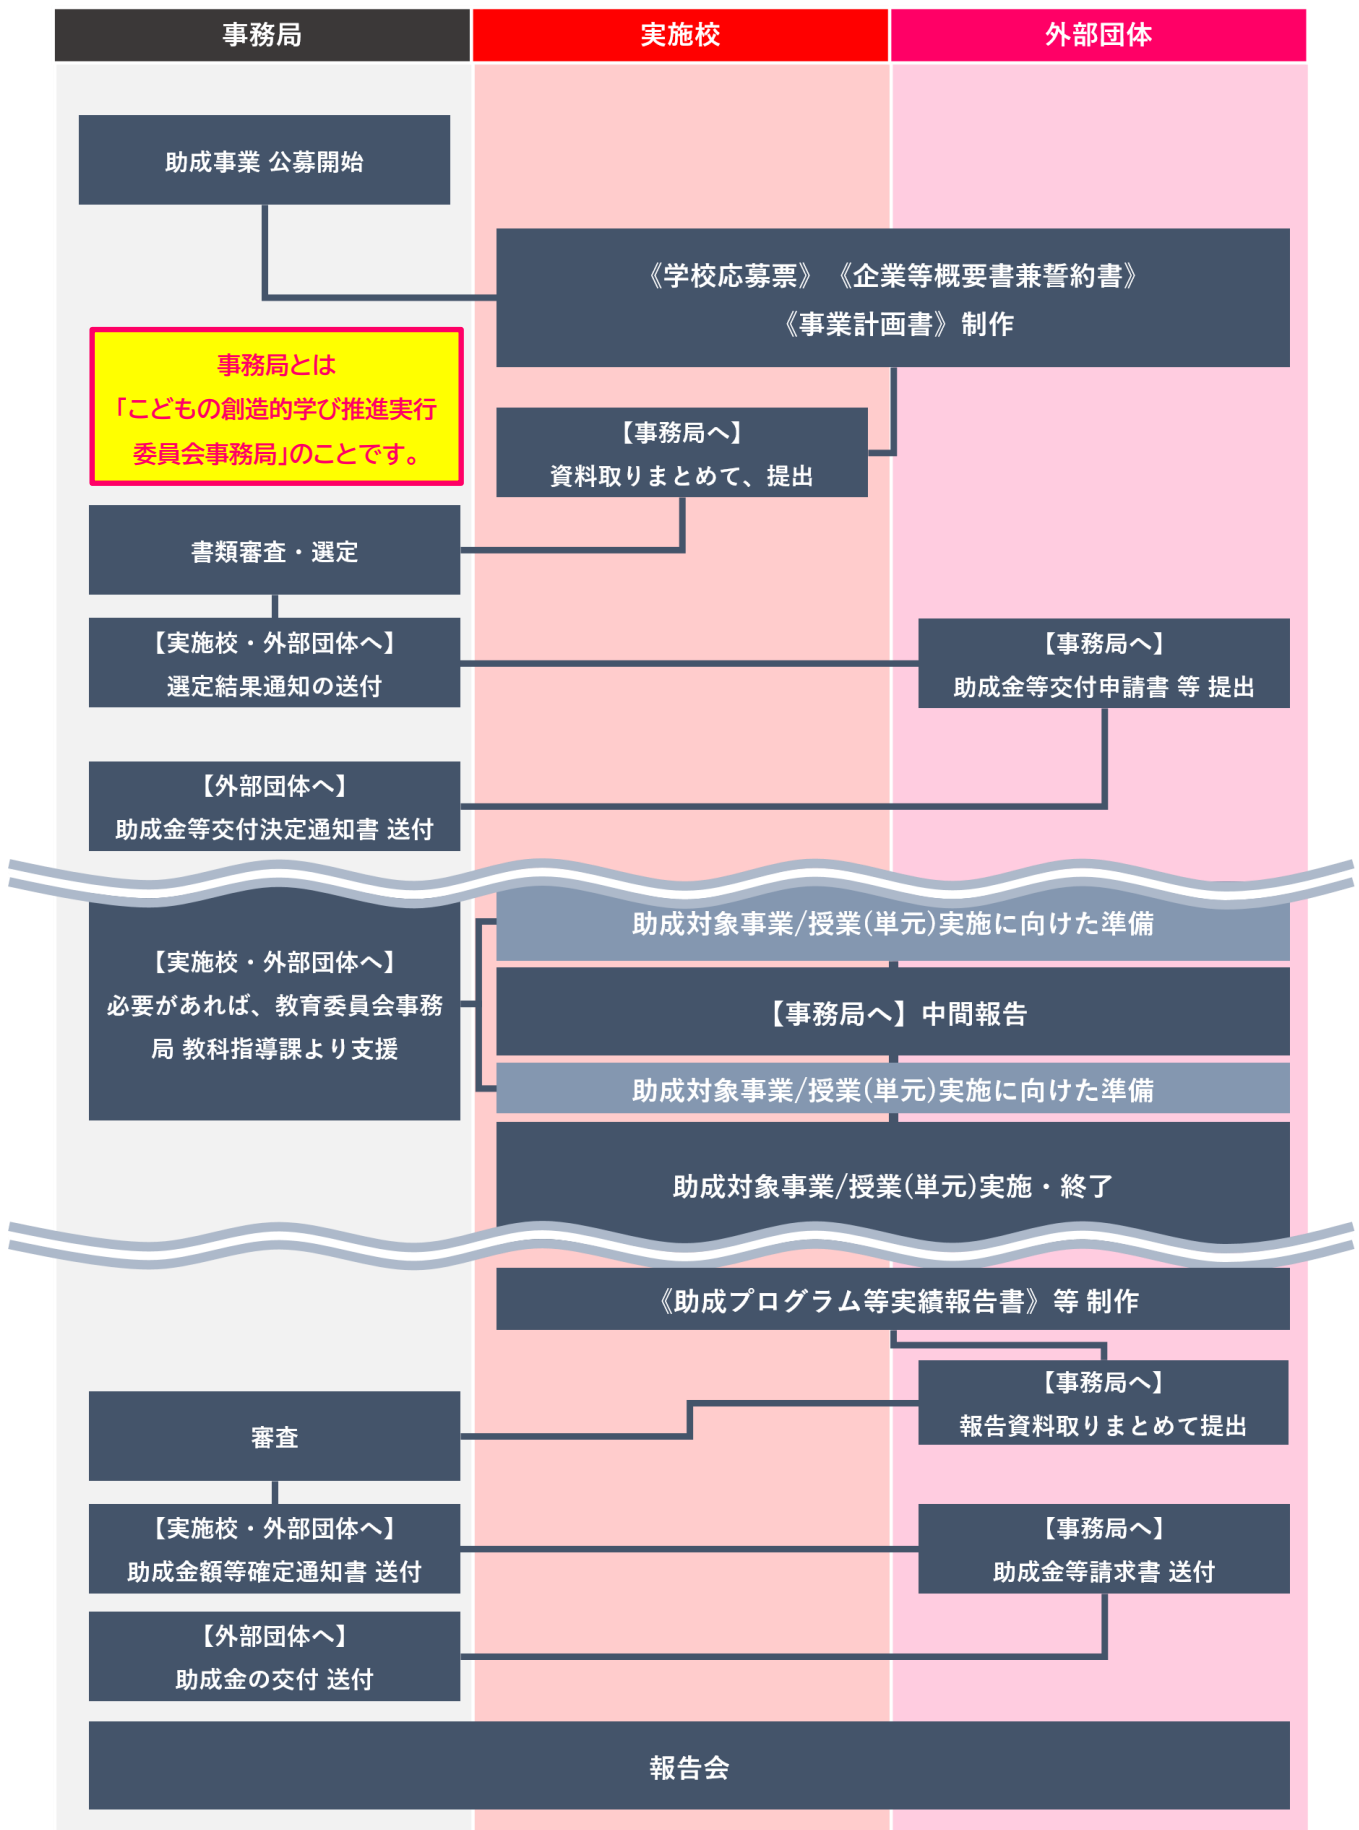 事務局
実施校
外部団体
助成事業 公募開始
《学校応募票》《企業等概要書兼誓約書》
《事業計画書》制作
事務局とは
「こどもの創造的学び推進実行
委員会事務局」のことです。
【事務局へ】
資料取りまとめて、提出
書類審査・選定
【実施校・外部団体へ】
選定結果通知の送付
【事務局へ】
助成金等交付申請書 等 提出
【外部団体へ】
助成金等交付決定通知書 送付
助成対象事業/授業(単元)実施に向けた準備
【実施校・外部団体へ】
必要があれば、教育委員会事務
局 教科指導課より支援
【事務局へ】中間報告
助成対象事業/授業(単元)実施に向けた準備
助成対象事業/授業(単元)実施・終了
《助成プログラム等実績報告書》等 制作
【事務局へ】
報告資料取りまとめて提出
審査
【実施校・外部団体へ】
助成金額等確定通知書 送付
【事務局へ】
助成金等請求書 送付
【外部団体へ】
助成金の交付 送付
報告会